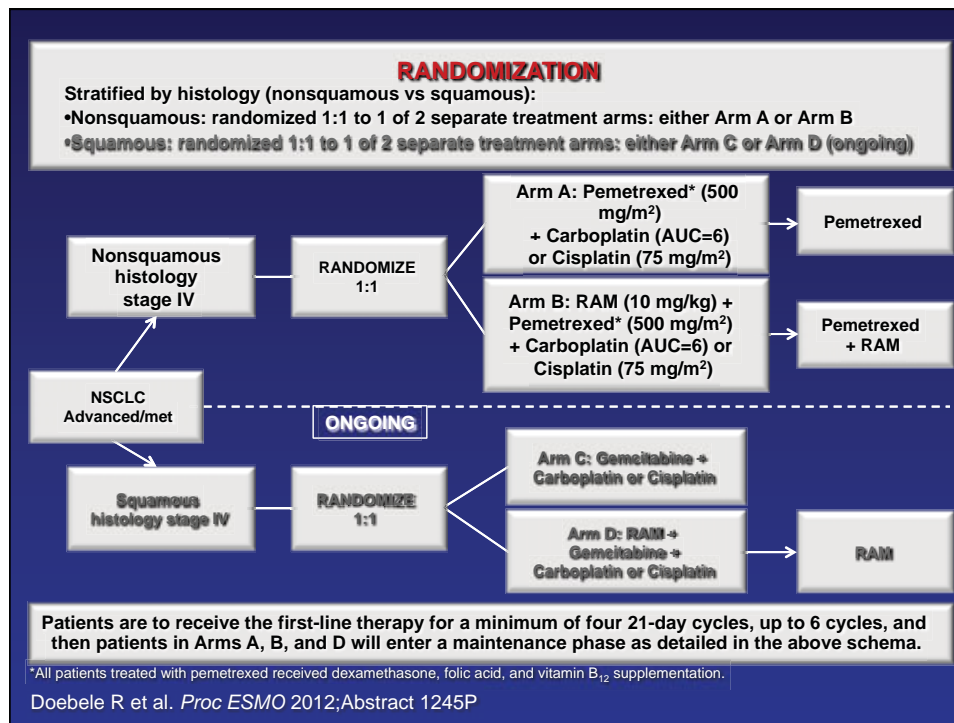 RANDOMIZATION
Stratified by histology (nonsquamous vs squamous):
•Nonsquamous: randomized 1:1 to 1 of 2 separate treatment arms: either Arm A or Arm B
•Squamous: randomized 1:1 to 1 of 2 separate treatment arms: either Arm C or Arm D (ongoing)
Arm A: Pemetrexed* (500
mg/m²)
+ Carboplatin (AUC=6)
or Cisplatin (75 mg/m²)
Pemetrexed
Nonsquamous
histology
stage IV
RANDOMIZE
1:1
Arm B: RAM (10 mg/kg) +
Pemetrexed* (500 mg/m²)
+ Carboplatin (AUC=6) or
Cisplatin (75 mg/m²)
Pemetrexed
+ RAM
NSCLC
Advanced/met
ONGOING
Arm C: Gemcitabine +
Carboplatin or Cisplatin
Squamous
histology stage IV
RANDOMIZE
1:1
Arm D: RAM +
Gemcitabine +
Carboplatin or Cisplatin
RAM
Patients are to receive the first-line therapy for a minimum of four 21-day cycles, up to 6 cycles, and
then patients in Arms A, B, and D will enter a maintenance phase as detailed in the above schema.
*All patients treated with pemetrexed received dexamethasone, folic acid, and vitamin B₁₂ supplementation.
Doebele R et al. Proc ESMO 2012;Abstract 1245P